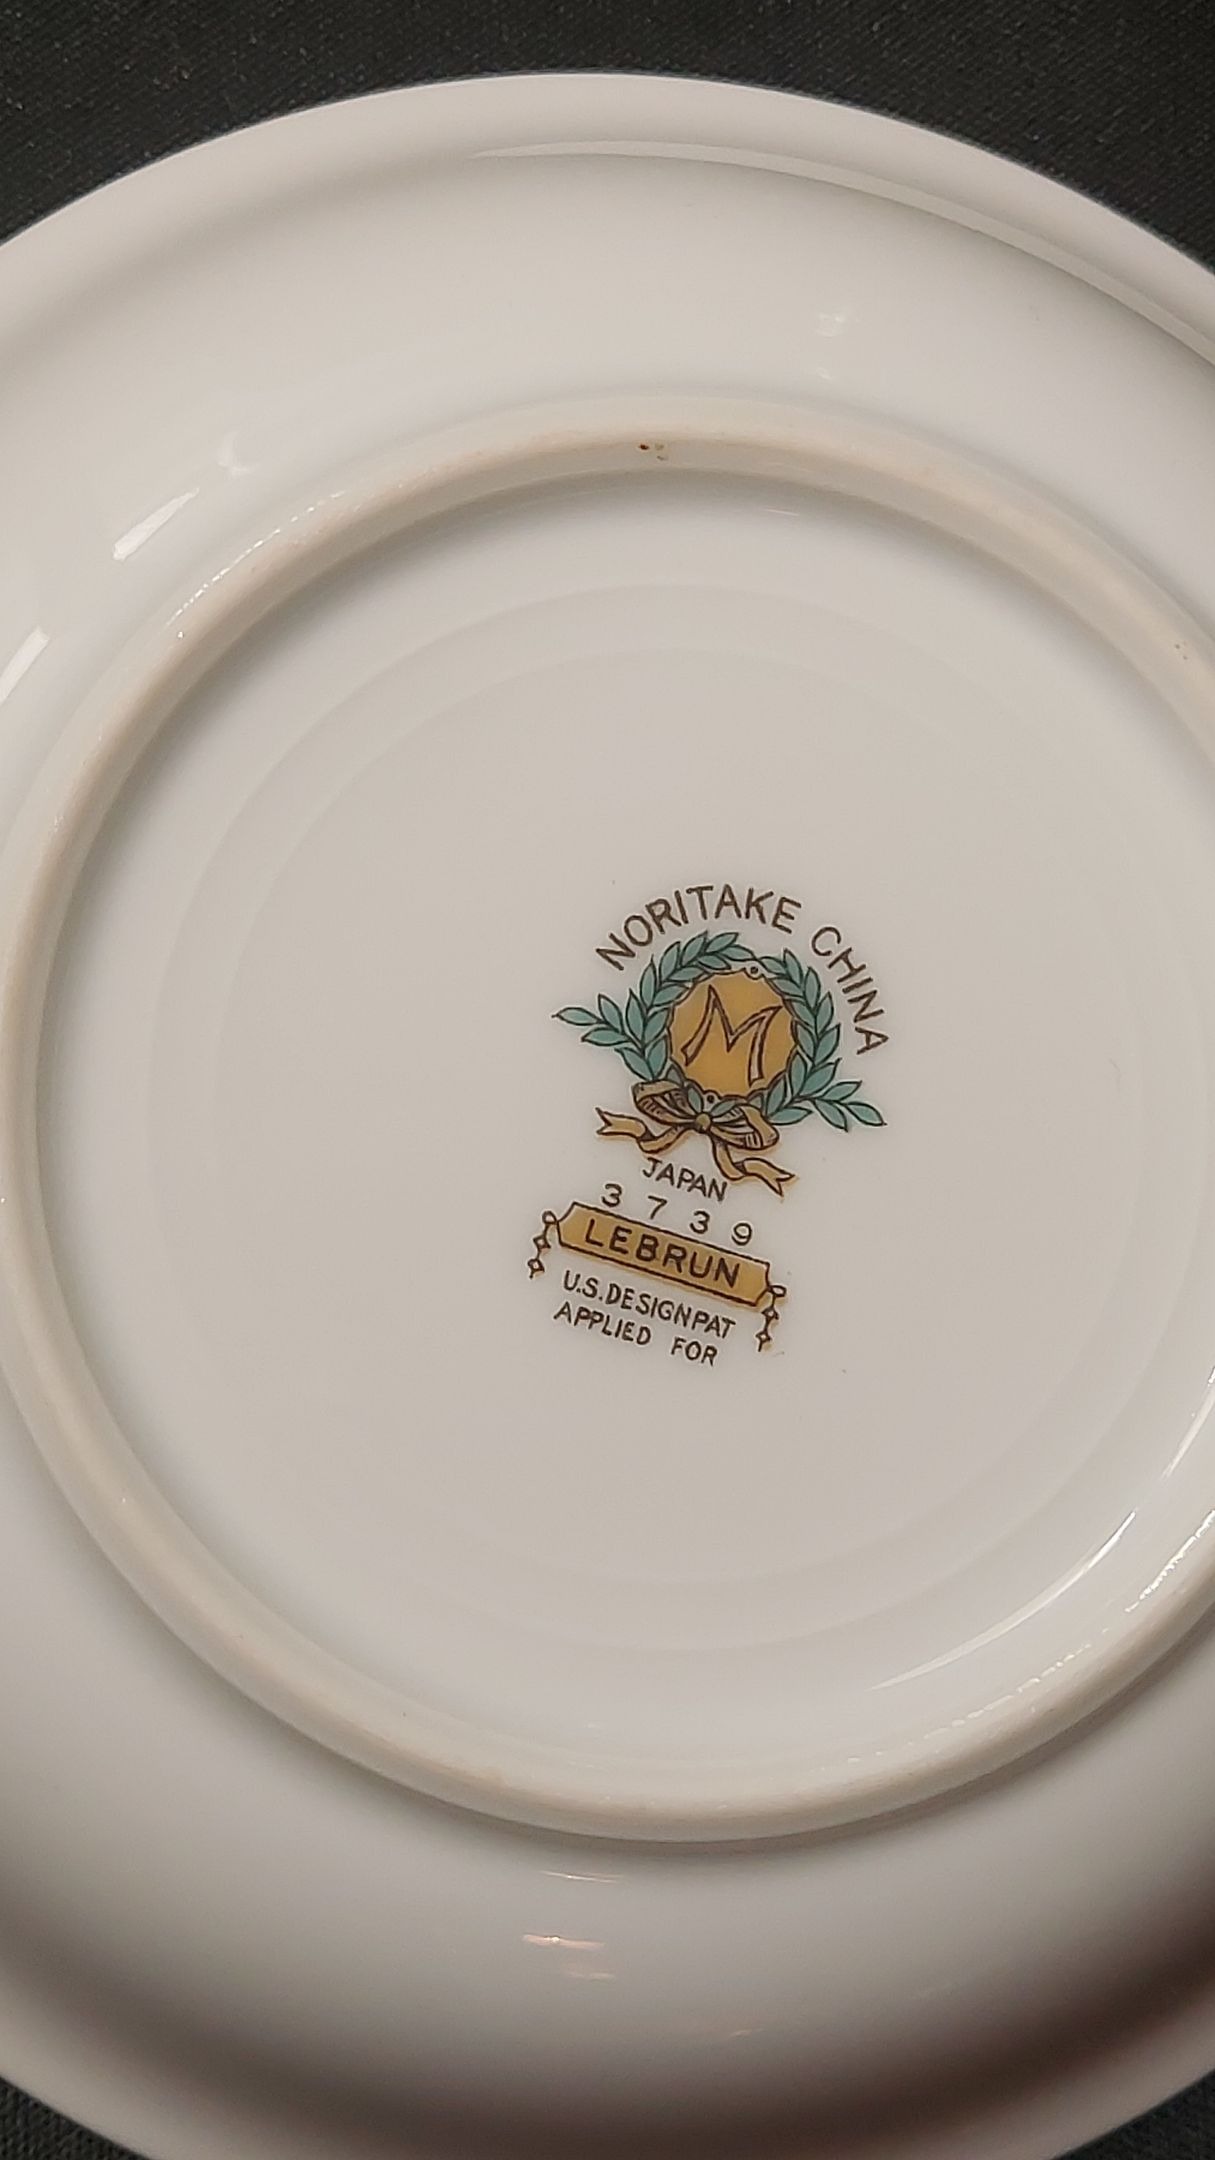 NORITAKE CHINA
M
JAPAN
3739
LEBRUN
U.S.DESIGN PAT
APPLIED FOR